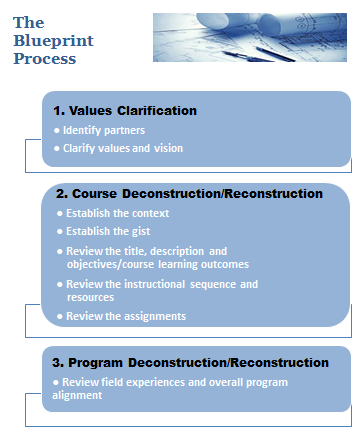 The
Blueprint
Process
1. Values Clarification
● Identify partners
● Clarify values and vision
2. Course Deconstruction/Reconstruction
● Establish the context
● Establish the gist
● Review the title, description and
objectives/course learning outcomes
● Review the instructional sequence and
resources
● Review the assignments
3. Program Deconstruction/Reconstruction
● Review field experiences and overall program
alignment